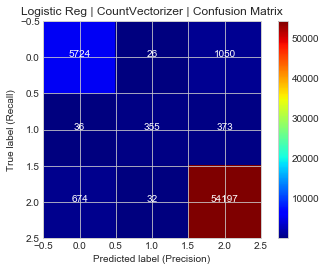 Logistic Reg | CountVectorizer | Confusion Matrix
−0.5
0.0
0.5
1.0
1.5
2.0
2.5
True label (Recall)
5724 26 1050
36 355 373
674 32 54197
−0.5 0.0 0.5 1.0 1.5 2.0 2.5
Predicted label (Precision)
50000
40000
30000
20000
10000